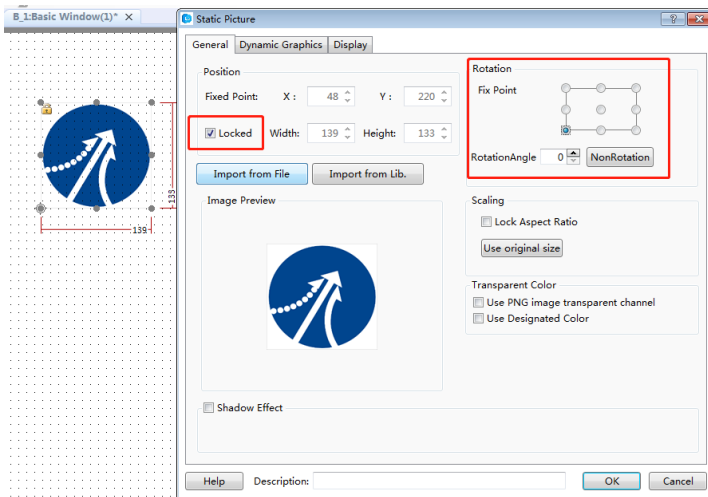 B_1:Basic Window(1)* ×
Static Picture
General Dynamic Graphics Display
Position
Fixed Point: X : 48 Y : 220
Locked Width: 139 Height: 133
Import from File Import from Lib.
Rotation
Fix Point
RotationAngle 0 NonRotation
Image Preview
Scaling
Lock Aspect Ratio
Use original size
Transparent Color
Use PNG image transparent channel
Use Designated Color
133
139
Shadow Effect
Help Description: OK Cancel